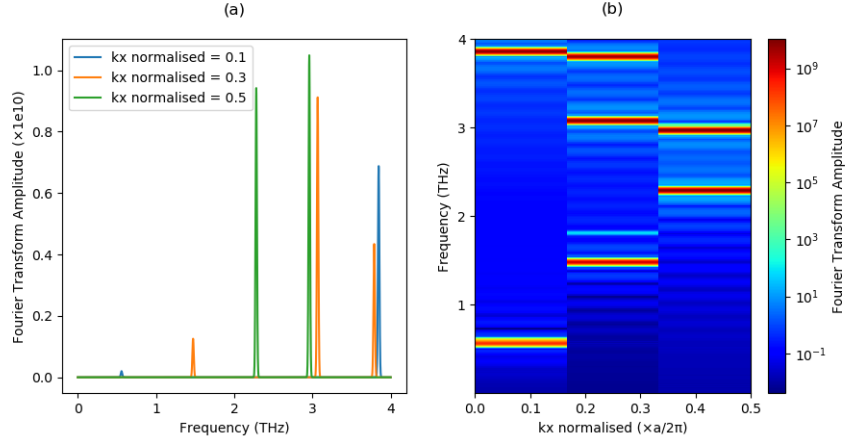 (a)
(b)
kx normalised = 0.1
kx normalised = 0.3
kx normalised = 0.5
Fourier Transform Amplitude (×1e10)
1.0
0.8
0.6
0.4
0.2
0.0
0
1
2
3
4
Frequency (THz)
Frequency (THz)
4
3
2
1
0.0
0.1
0.2
0.3
0.4
0.5
kx normalised (×a/2π)
10⁹
10⁷
10⁵
10³
10¹
10⁻¹
Fourier Transform Amplitude